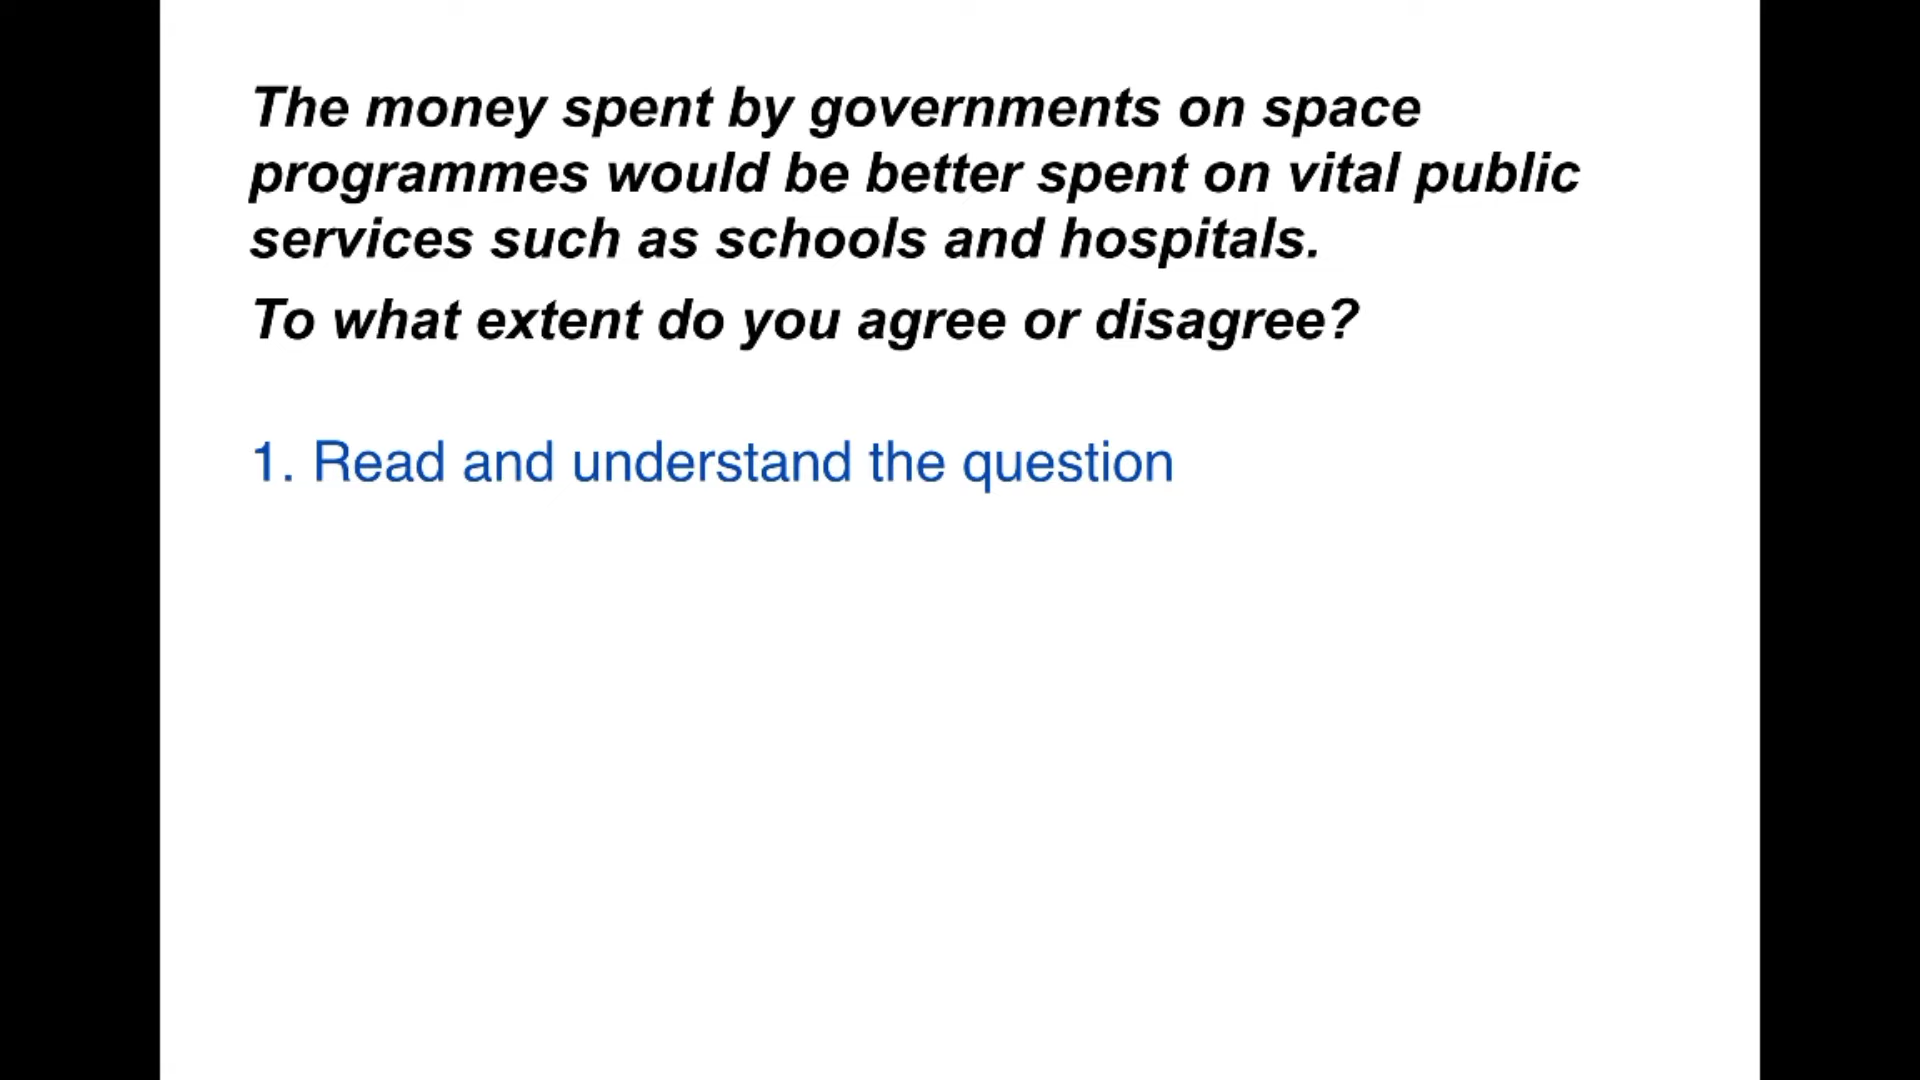 The money spent by governments on space
programmes would be better spent on vital public
services such as schools and hospitals.
To what extent do you agree or disagree?
1. Read and understand the question